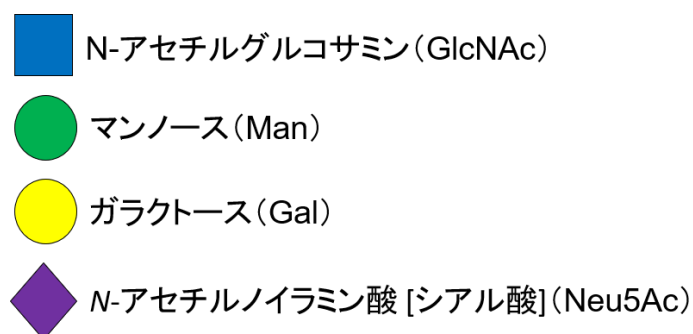 N-アセチルグルコサミン（GlcNAc）
マンノース（Man）
ガラクトース（Gal）
N-アセチルノイラミン酸 [シアル酸]（Neu5Ac）